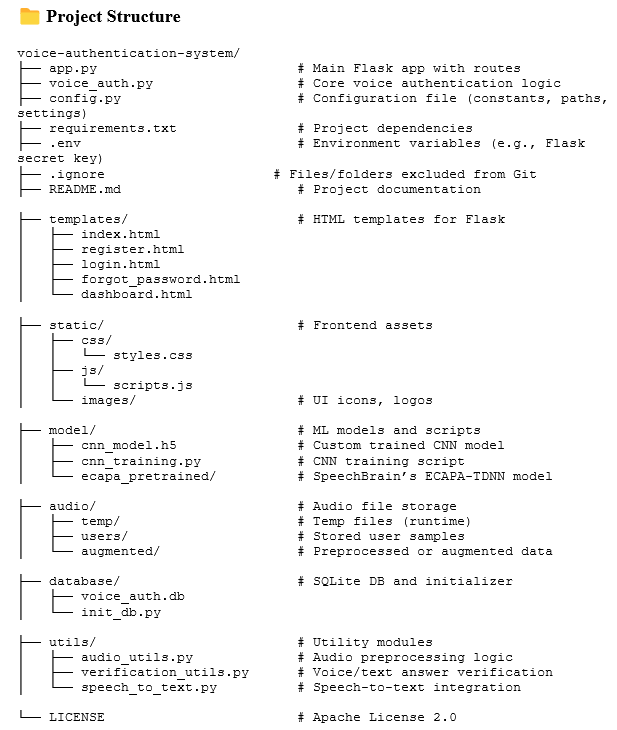 📁 Project Structure
voice-authentication-system/
├── app.py # Main Flask app with routes
├── voice_auth.py # Core voice authentication logic
├── config.py # Configuration file (constants, paths,
settings)
├── requirements.txt # Project dependencies
├── .env # Environment variables (e.g., Flask
secret key)
├── .ignore # Files/folders excluded from Git
├── README.md # Project documentation
├── templates/ # HTML templates for Flask
│   ├── index.html
│   ├── register.html
│   ├── login.html
│   ├── forgot_password.html
│   └── dashboard.html
├── static/ # Frontend assets
│   ├── css/
│   │   └── styles.css
│   ├── js/
│   │   └── scripts.js
│   └── images/ # UI icons, logos
├── model/ # ML models and scripts
│   ├── cnn_model.h5 # Custom trained CNN model
│   ├── cnn_training.py # CNN training script
│   └── ecapa_pretrained/ # SpeechBrain’s ECAPA-TDNN model
├── audio/ # Audio file storage
│   ├── temp/ # Temp files (runtime)
│   ├── users/ # Stored user samples
│   └── augmented/ # Preprocessed or augmented data
├── database/ # SQLite DB and initializer
│   ├── voice_auth.db
│   └── init_db.py
├── utils/ # Utility modules
│   ├── audio_utils.py # Audio preprocessing logic
│   ├── verification_utils.py # Voice/text answer verification
│   └── speech_to_text.py # Speech-to-text integration
└── LICENSE # Apache License 2.0